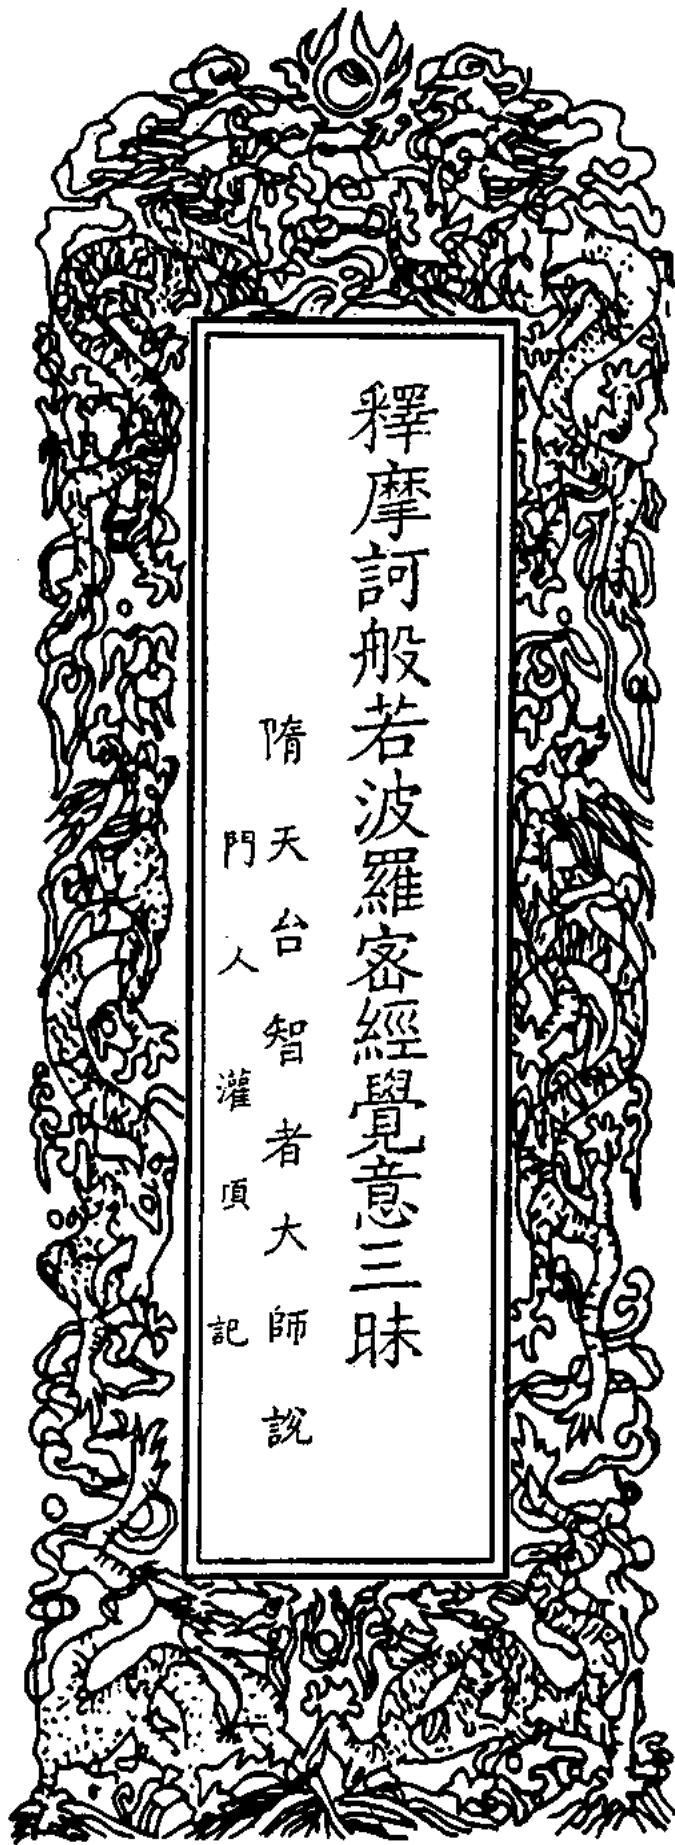 釋摩訶般若波羅密經覺意三昧
隋天台智者大師說
門人灌頂記